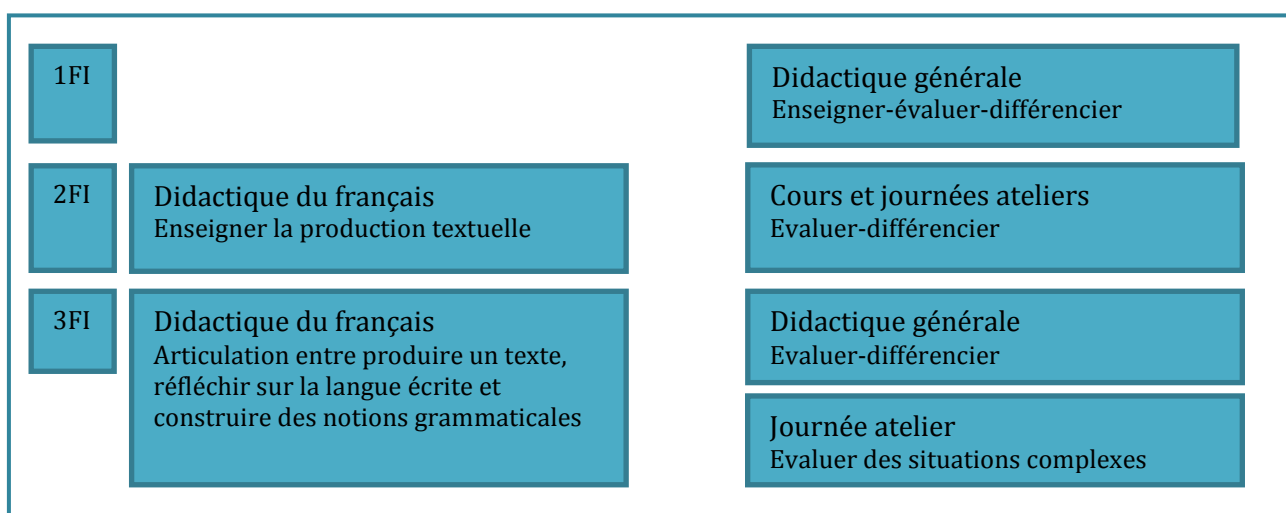 1FI
Didactique générale
Enseigner-évaluer-différencier
2FI
Didactique du français
Enseigner la production textuelle
Cours et journées ateliers
Evaluer-différencier
3FI
Didactique du français
Articulation entre produire un texte,
réfléchir sur la langue écrite et
construire des notions grammaticales
Didactique générale
Evaluer-différencier
Journée atelier
Evaluer des situations complexes